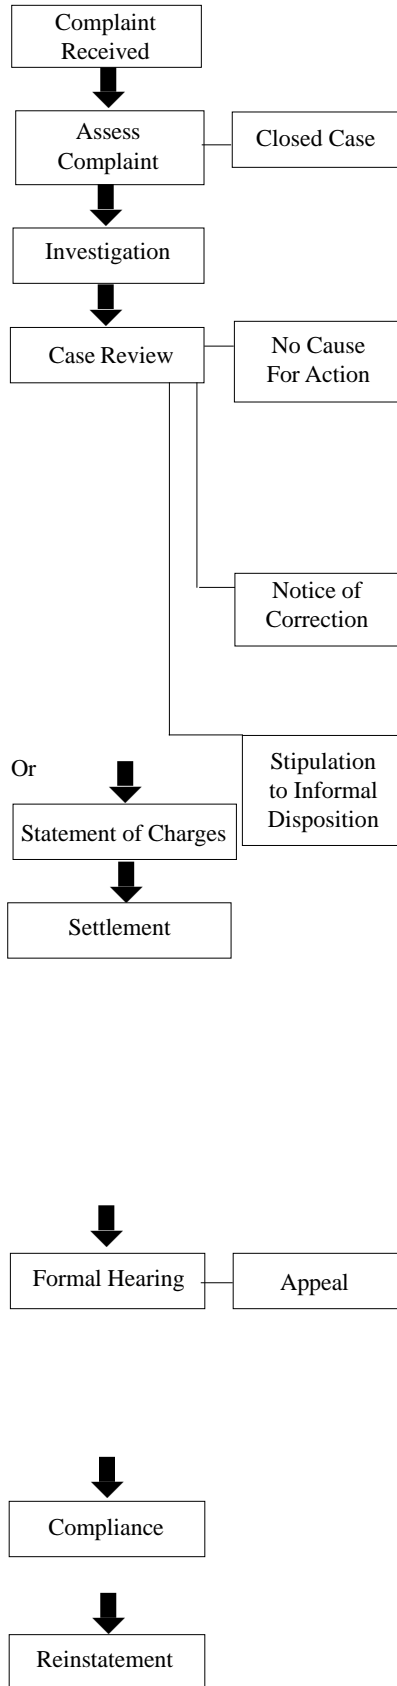 Complaint
Received
Assess
Complaint
Closed Case
Investigation
Case Review
No Cause
For Action
Notice of
Correction
Stipulation
to Informal
Disposition
Or
Statement of Charges
Settlement
Formal Hearing
Appeal
Compliance
Reinstatement